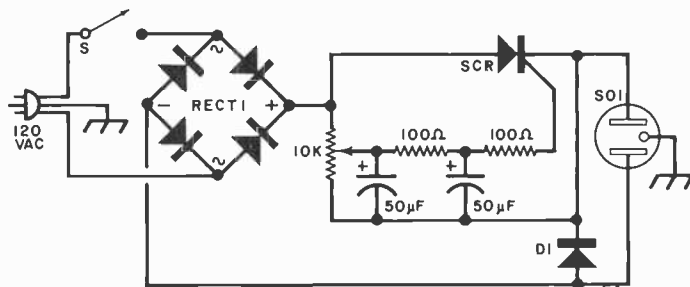 S
120
VAC
~
RECT1
- +
~
10K
SCR
100Ω
100Ω
+
50µF
+
50µF
SO1
D1